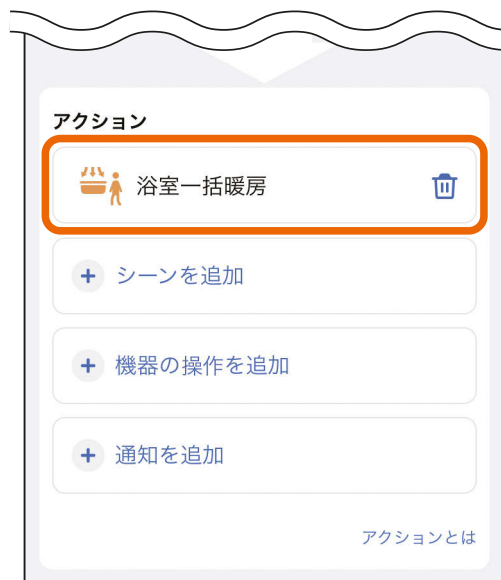 アクション
浴室一括暖房
+ シーンを追加
+ 機器の操作を追加
+ 通知を追加
アクションとは